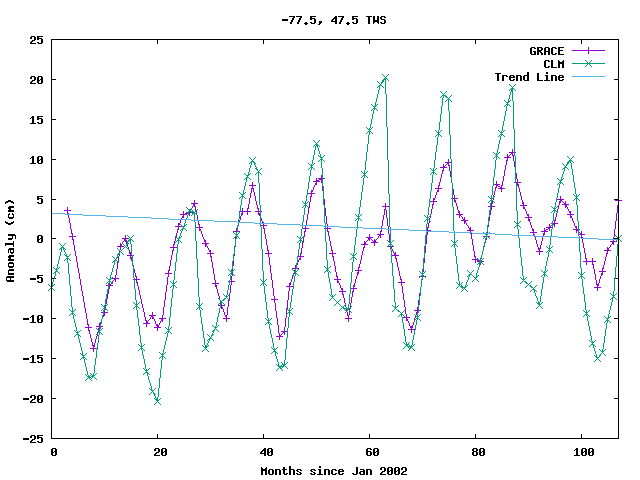 -77.5, 47.5 TWS
GRACE
CLM
Trend Line
25
20
15
10
5
0
-5
-10
-15
-20
-25
Anomaly (cm)
0 20 40 60 80 100
Months since Jan 2002